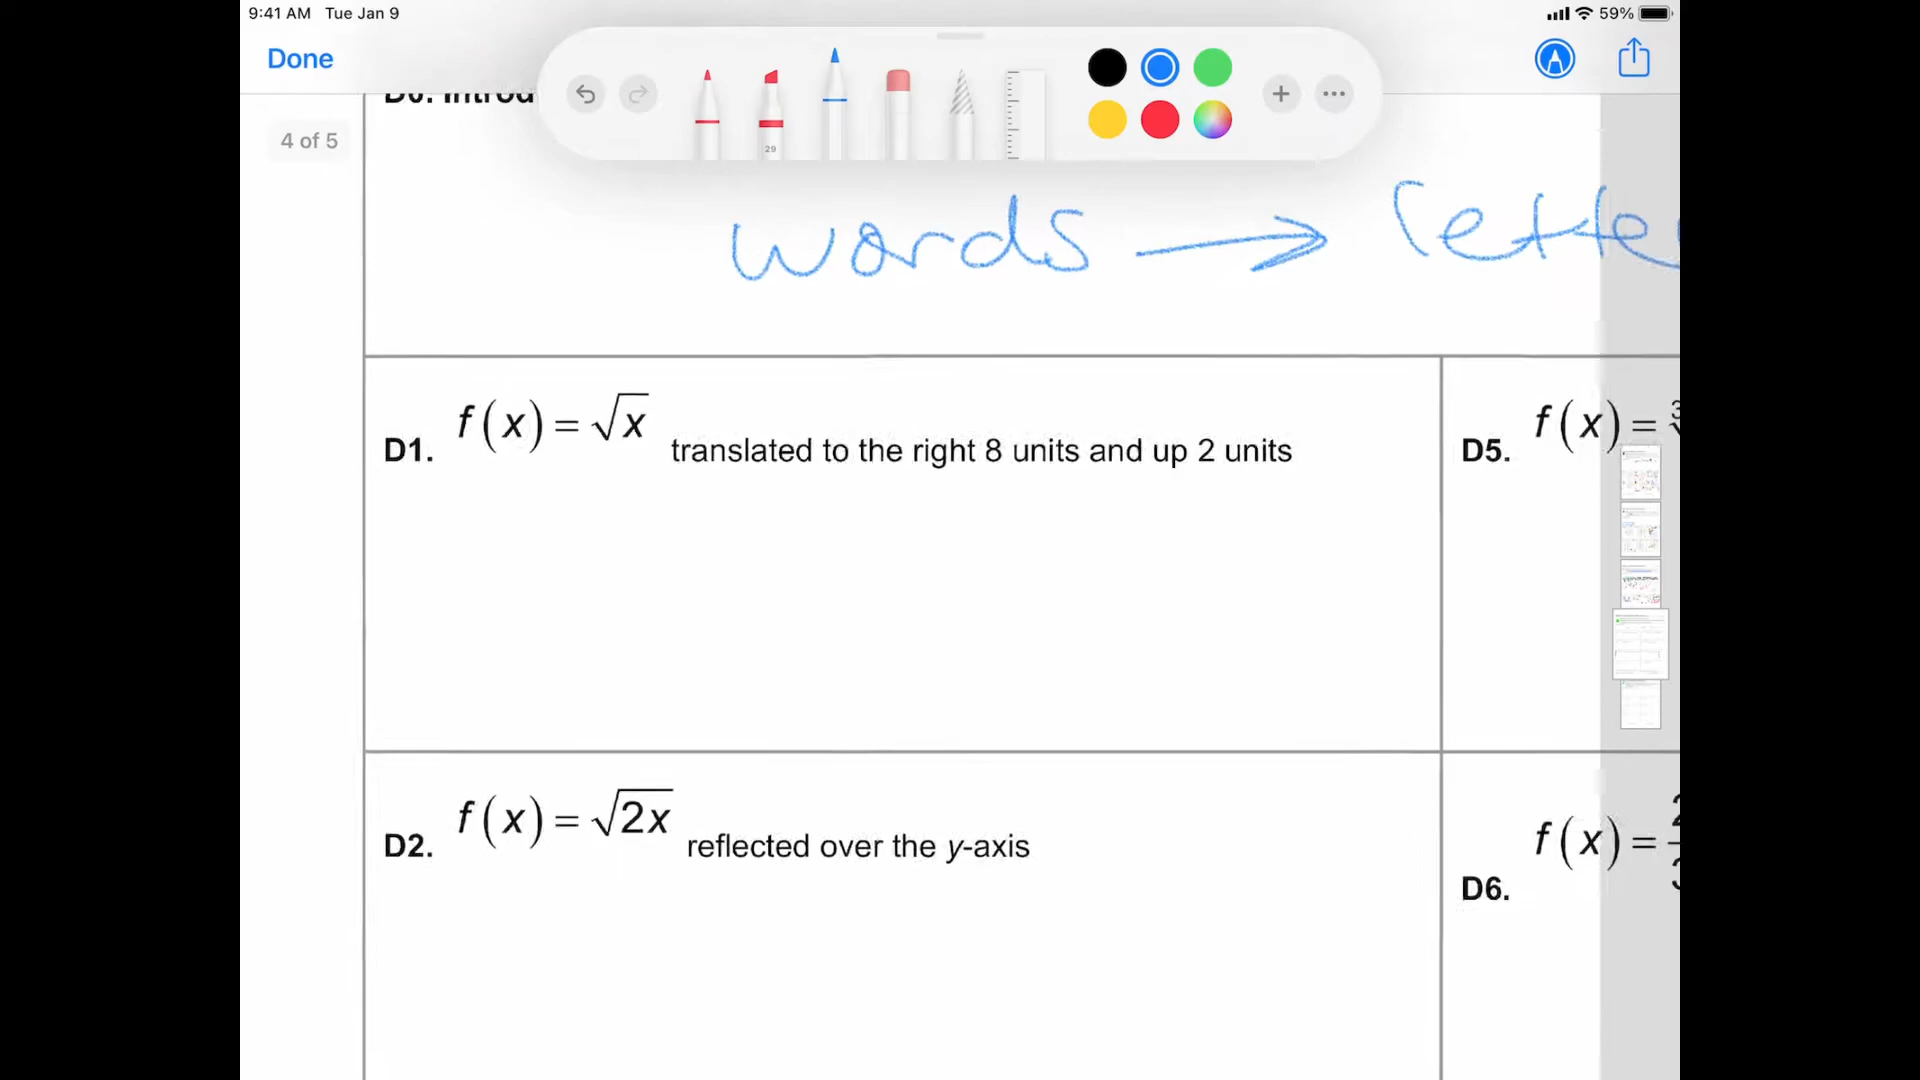 9:41 AM Tue Jan 9
59%
Done
29
4 of 5
words →
D1. f(x) = √x translated to the right 8 units and up 2 units
D5. f(x) =
D2. f(x) = √2x reflected over the y-axis
D6. f(x) =